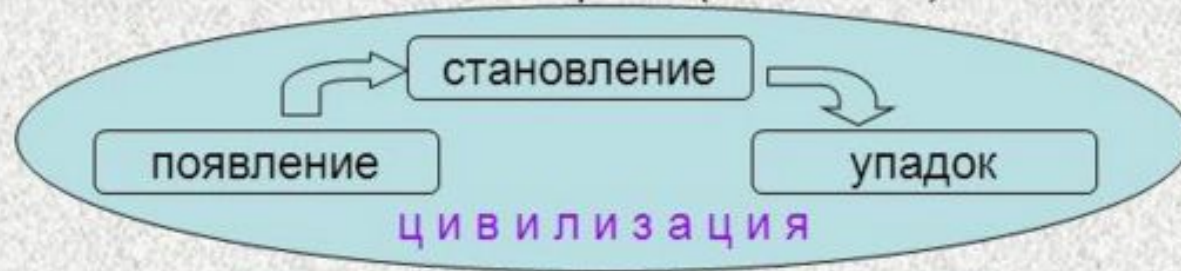 становление
появление
упадок
цивилизация